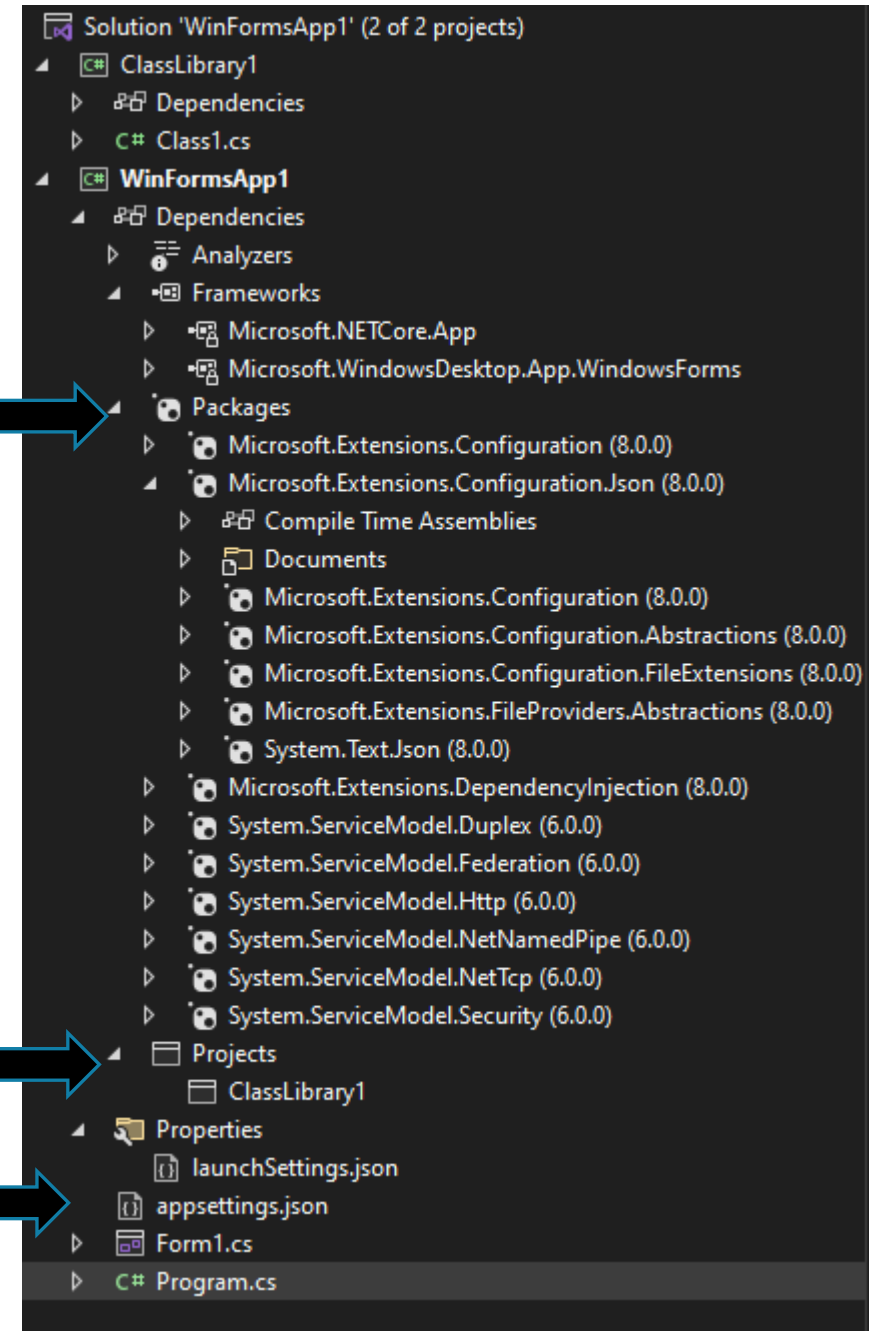 Solution 'WinFormsApp1' (2 of 2 projects)
C# ClassLibrary1
Dependencies
C# Class1.cs
C# WinFormsApp1
Dependencies
Analyzers
Frameworks
Microsoft.NETCore.App
Microsoft.WindowsDesktop.App.WindowsForms
Packages
Microsoft.Extensions.Configuration (8.0.0)
Microsoft.Extensions.Configuration.Json (8.0.0)
Compile Time Assemblies
Documents
Microsoft.Extensions.Configuration (8.0.0)
Microsoft.Extensions.Configuration.Abstractions (8.0.0)
Microsoft.Extensions.Configuration.FileExtensions (8.0.0)
Microsoft.Extensions.FileProviders.Abstractions (8.0.0)
System.Text.Json (8.0.0)
Microsoft.Extensions.DependencyInjection (8.0.0)
System.ServiceModel.Duplex (6.0.0)
System.ServiceModel.Federation (6.0.0)
System.ServiceModel.Http (6.0.0)
System.ServiceModel.NetNamedPipe (6.0.0)
System.ServiceModel.NetTcp (6.0.0)
System.ServiceModel.Security (6.0.0)
Projects
ClassLibrary1
Properties
launchSettings.json
appsettings.json
Form1.cs
C# Program.cs